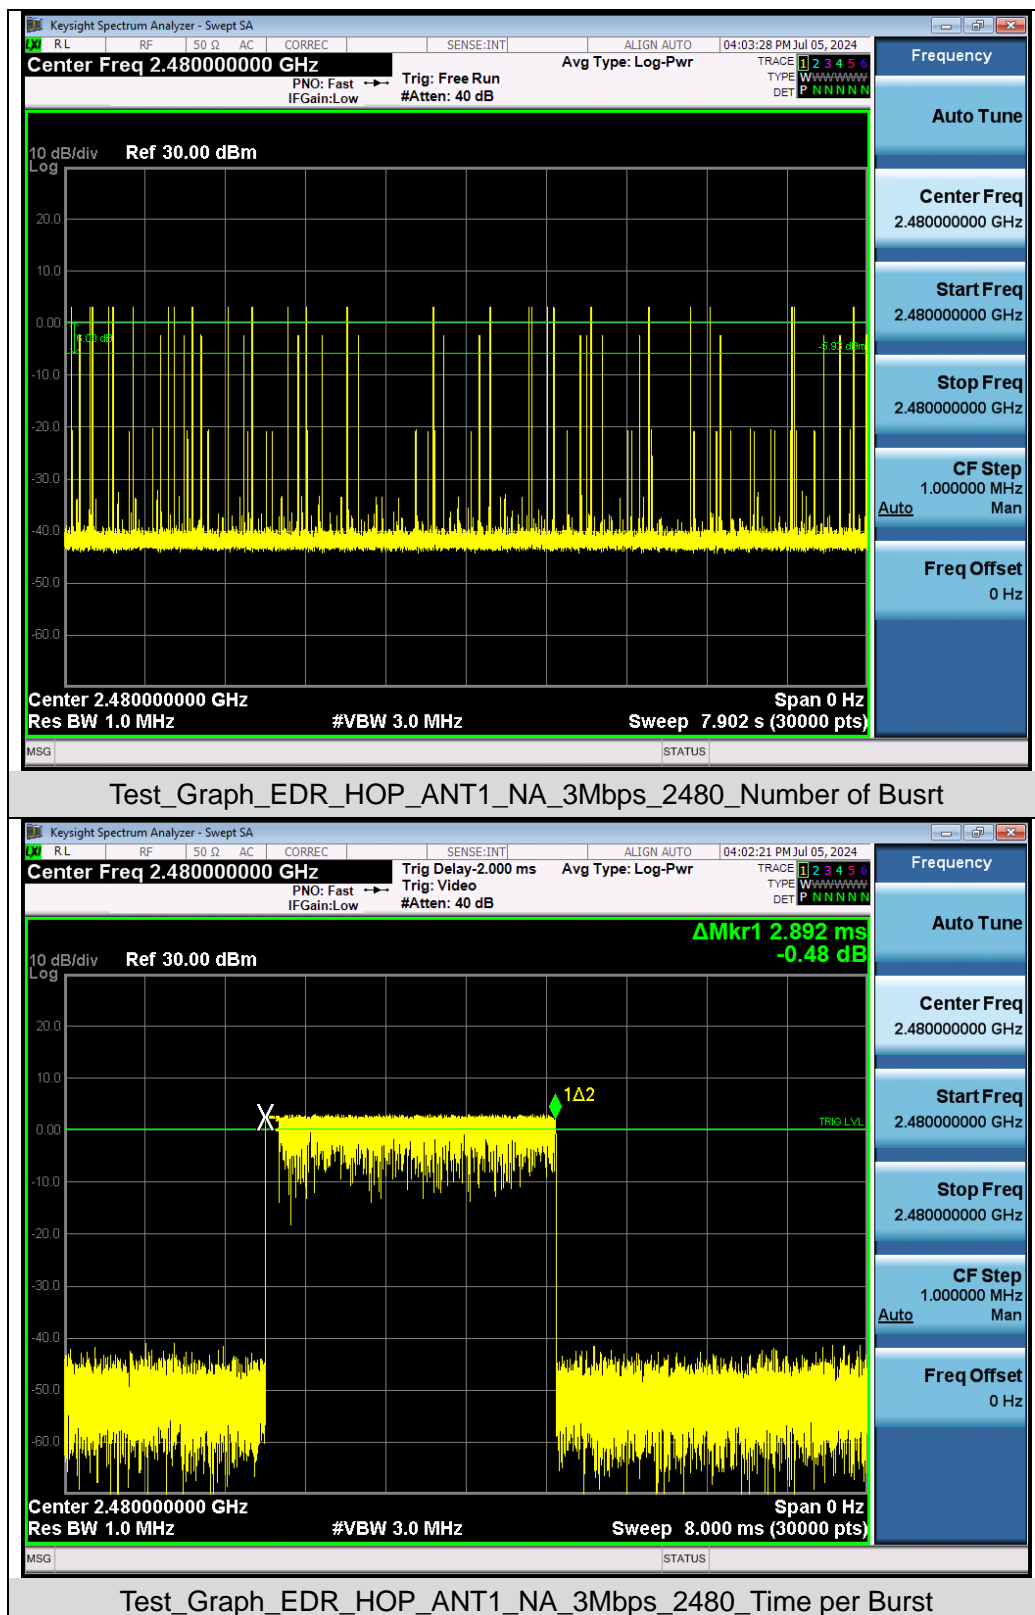 Keysight Spectrum Analyzer - Swept SA
LXI RL RF 50 Ω AC CORREC SENSE:INT ALIGN AUTO 04:03:28 PM Jul 05, 2024
Center Freq 2.480000000 GHz
PNO: Fast
IFGain:Low
Trig: Free Run
#Atten: 40 dB
Avg Type: Log-Pwr
TRACE 1 2 3 4 5 6
TYPE W W W W W W
DET P N N N N N
10 dB/div Ref 30.00 dBm
Log
20.0
10.0
0.00
6.00 dB
-5.93 dBm
-10.0
-20.0
-30.0
-40.0
-50.0
-60.0
Center 2.480000000 GHz Span 0 Hz
Res BW 1.0 MHz #VBW 3.0 MHz Sweep 7.902 s (30000 pts)
MSG STATUS
Frequency
Auto Tune
Center Freq
2.480000000 GHz
Start Freq
2.480000000 GHz
Stop Freq
2.480000000 GHz
CF Step
1.000000 MHz
Auto Man
Freq Offset
0 Hz
Test_Graph_EDR_HOP_ANT1_NA_3Mbps_2480_Number of Busrt
Keysight Spectrum Analyzer - Swept SA
LXI RL RF 50 Ω AC CORREC SENSE:INT ALIGN AUTO 04:02:21 PM Jul 05, 2024
Center Freq 2.480000000 GHz
PNO: Fast
IFGain:Low
Trig Delay-2.000 ms
Trig: Video
#Atten: 40 dB
Avg Type: Log-Pwr
TRACE 1 2 3 4 5 6
TYPE W W W W W W
DET P N N N N N
ΔMkr1 2.892 ms
-0.48 dB
10 dB/div Ref 30.00 dBm
Log
20.0
10.0
0.00
-10.0
-20.0
-30.0
-40.0
-50.0
-60.0
X
1Δ2
TRIG LVL
Center 2.480000000 GHz Span 0 Hz
Res BW 1.0 MHz #VBW 3.0 MHz Sweep 8.000 ms (30000 pts)
MSG STATUS
Frequency
Auto Tune
Center Freq
2.480000000 GHz
Start Freq
2.480000000 GHz
Stop Freq
2.480000000 GHz
CF Step
1.000000 MHz
Auto Man
Freq Offset
0 Hz
Test_Graph_EDR_HOP_ANT1_NA_3Mbps_2480_Time per Burst